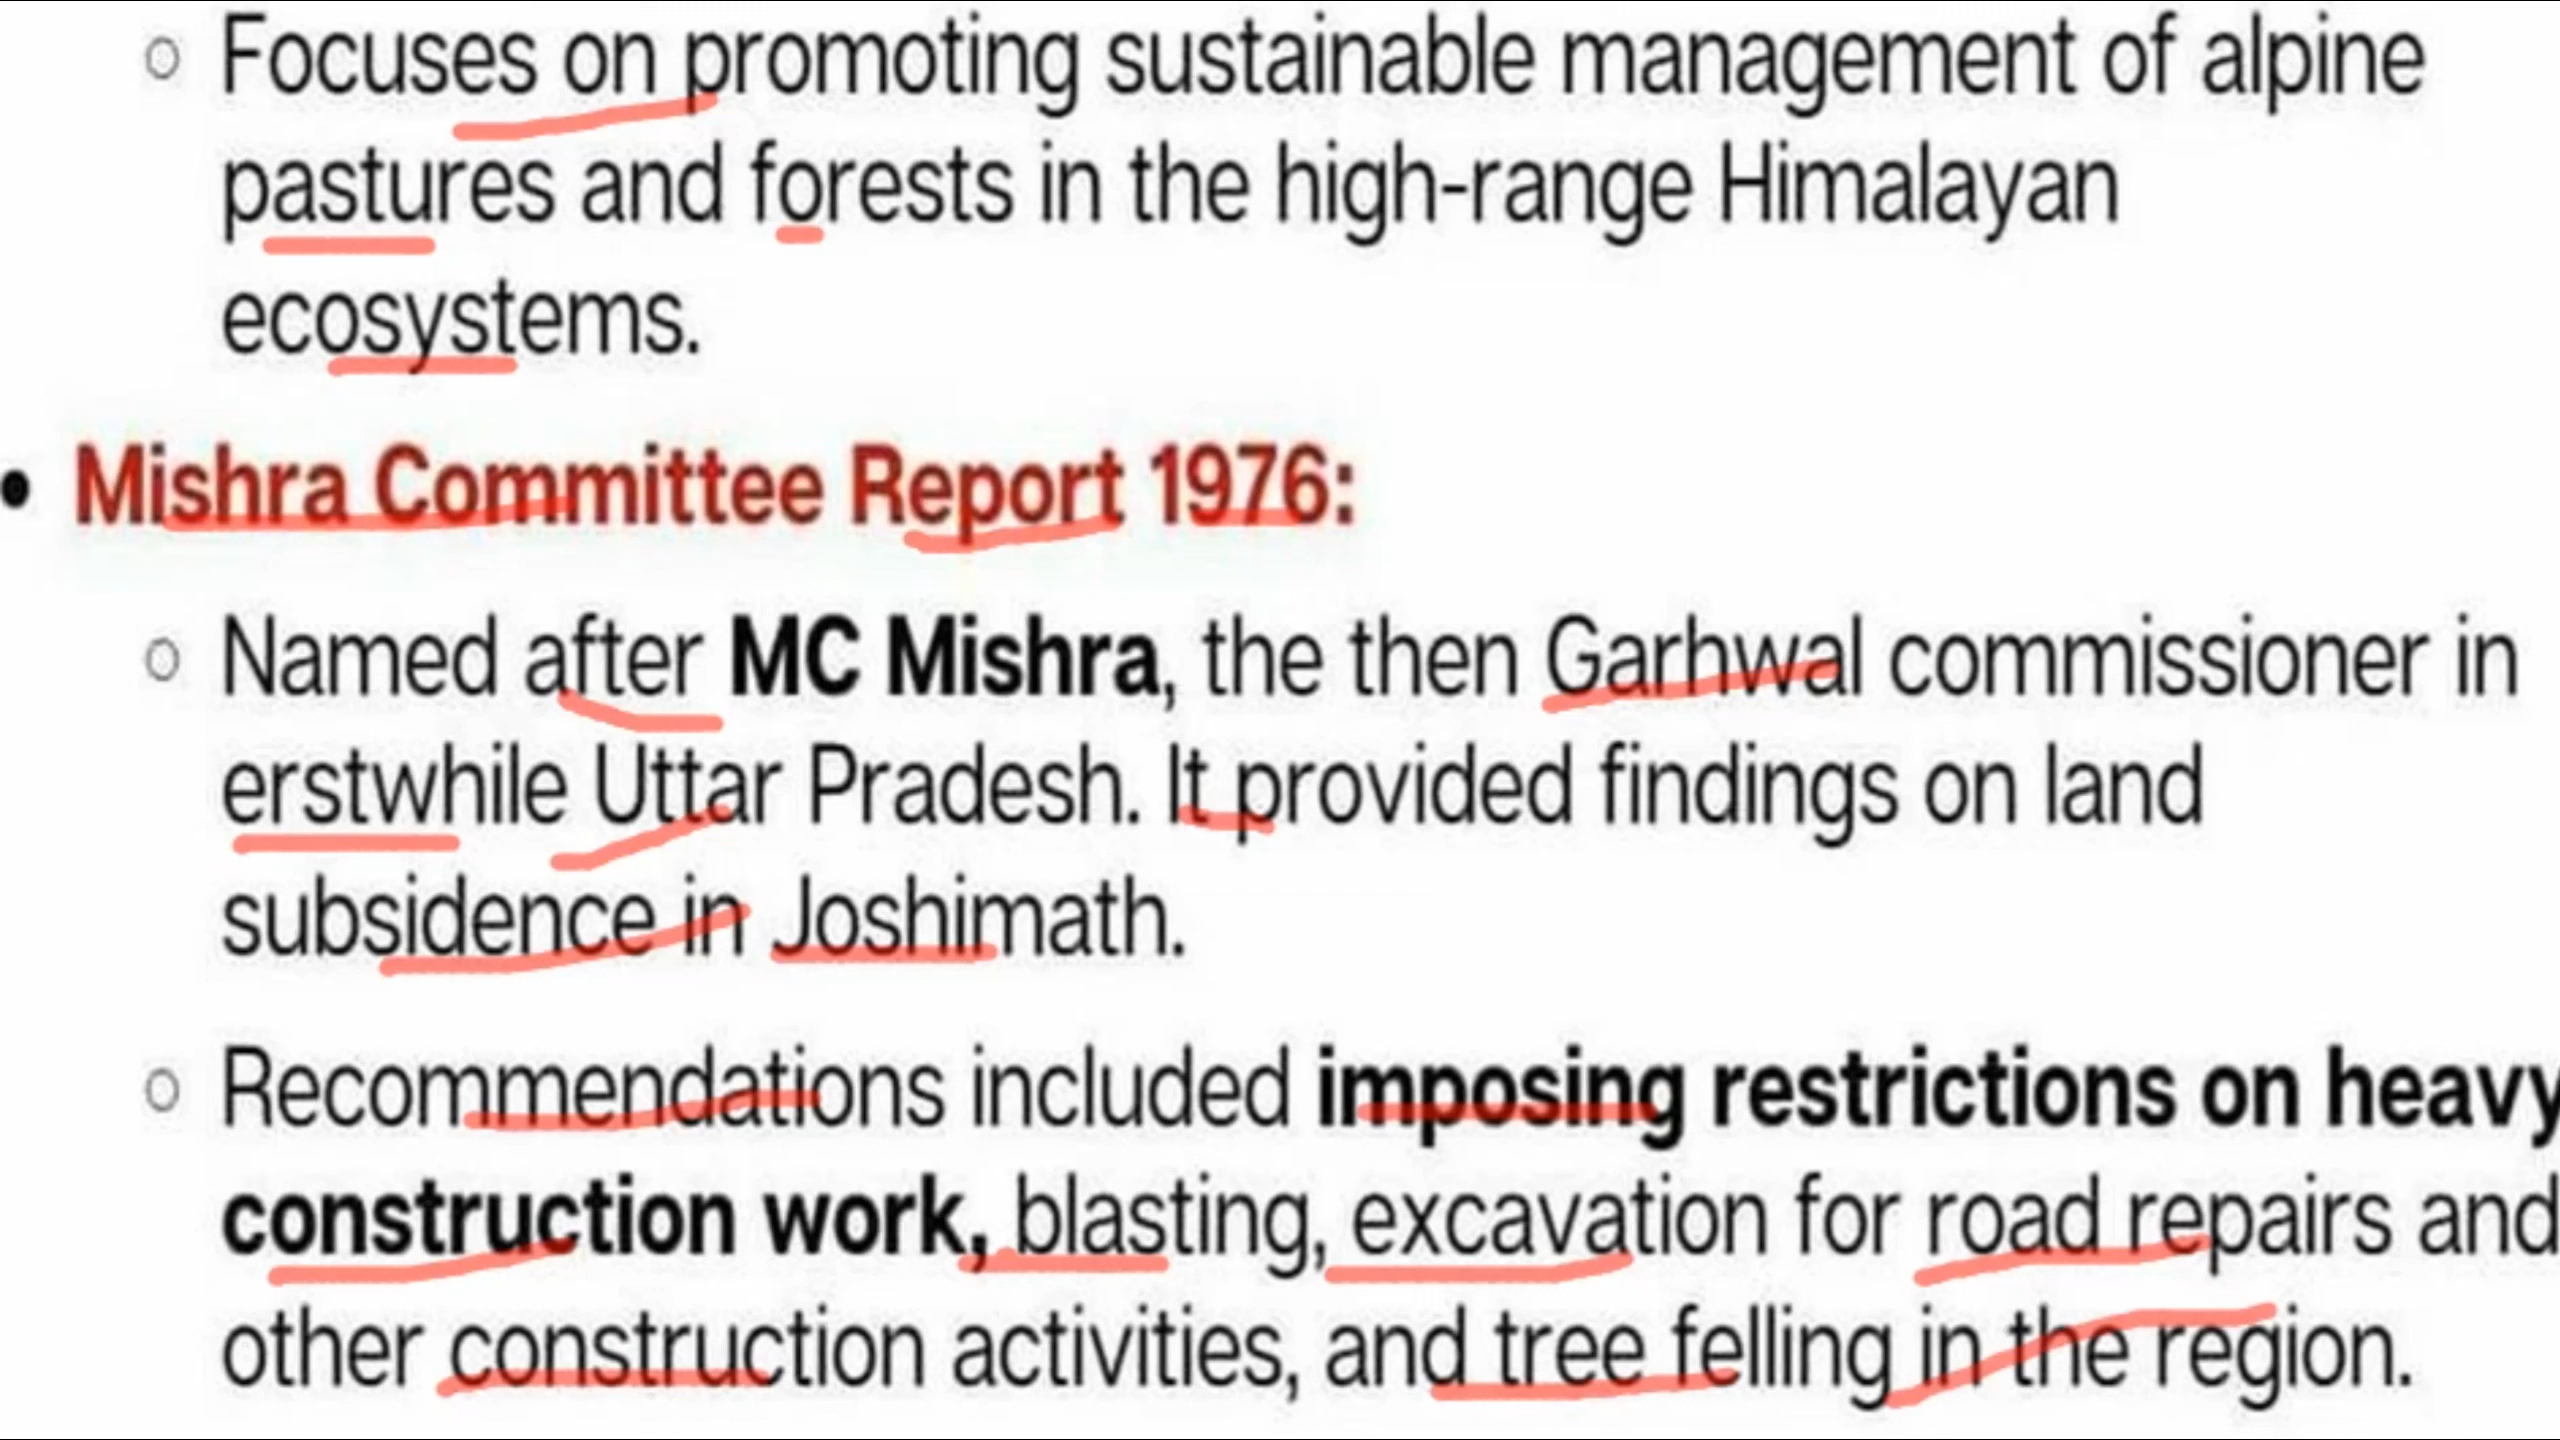 ○ Focuses on promoting sustainable management of alpine
pastures and forests in the high-range Himalayan
ecosystems.
• Mishra Committee Report 1976:
○ Named after MC Mishra, the then Garhwal commissioner in
erstwhile Uttar Pradesh. It provided findings on land
subsidence in Joshimath.
○ Recommendations included imposing restrictions on heavy
construction work, blasting, excavation for road repairs and
other construction activities, and tree felling in the region.